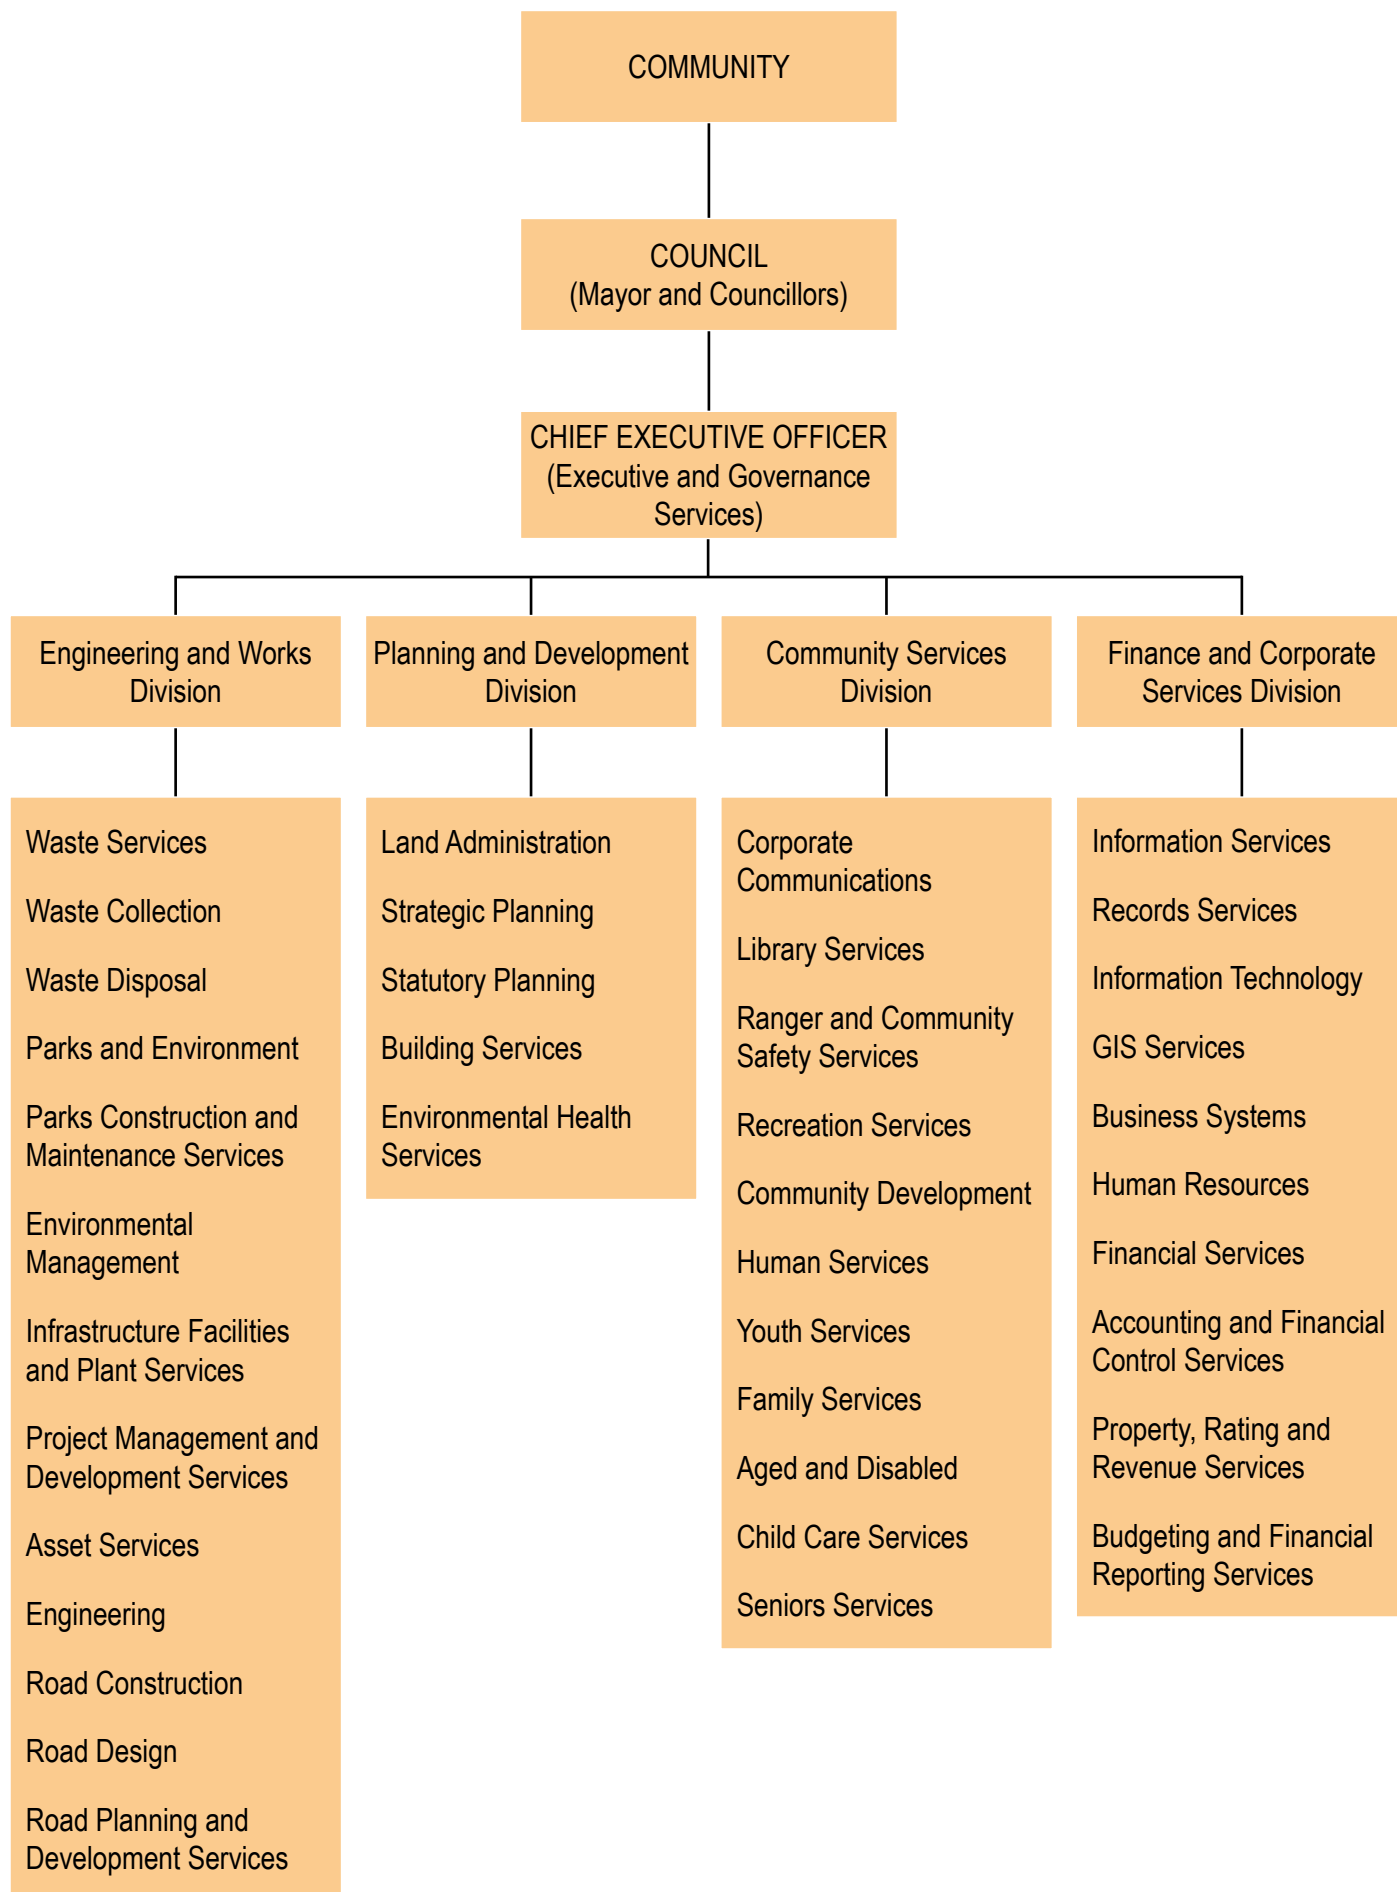 COMMUNITY
COUNCIL
(Mayor and Councillors)
CHIEF EXECUTIVE OFFICER
(Executive and Governance
Services)
Engineering and Works
Division
Planning and Development
Division
Community Services
Division
Finance and Corporate
Services Division
Waste Services
Waste Collection
Waste Disposal
Parks and Environment
Parks Construction and
Maintenance Services
Environmental
Management
Infrastructure Facilities
and Plant Services
Project Management and
Development Services
Asset Services
Engineering
Road Construction
Road Design
Road Planning and
Development Services
Land Administration
Strategic Planning
Statutory Planning
Building Services
Environmental Health
Services
Corporate
Communications
Library Services
Ranger and Community
Safety Services
Recreation Services
Community Development
Human Services
Youth Services
Family Services
Aged and Disabled
Child Care Services
Seniors Services
Information Services
Records Services
Information Technology
GIS Services
Business Systems
Human Resources
Financial Services
Accounting and Financial
Control Services
Property, Rating and
Revenue Services
Budgeting and Financial
Reporting Services